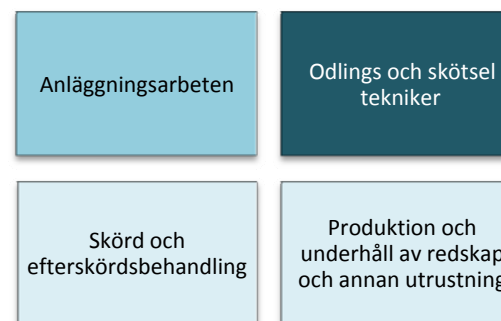 Anläggningsarbeten
Odlings och skötsel
tekniker
Skörd och
efterskördsbehandling
Produktion och
underhåll av redskap
och annan utrustning